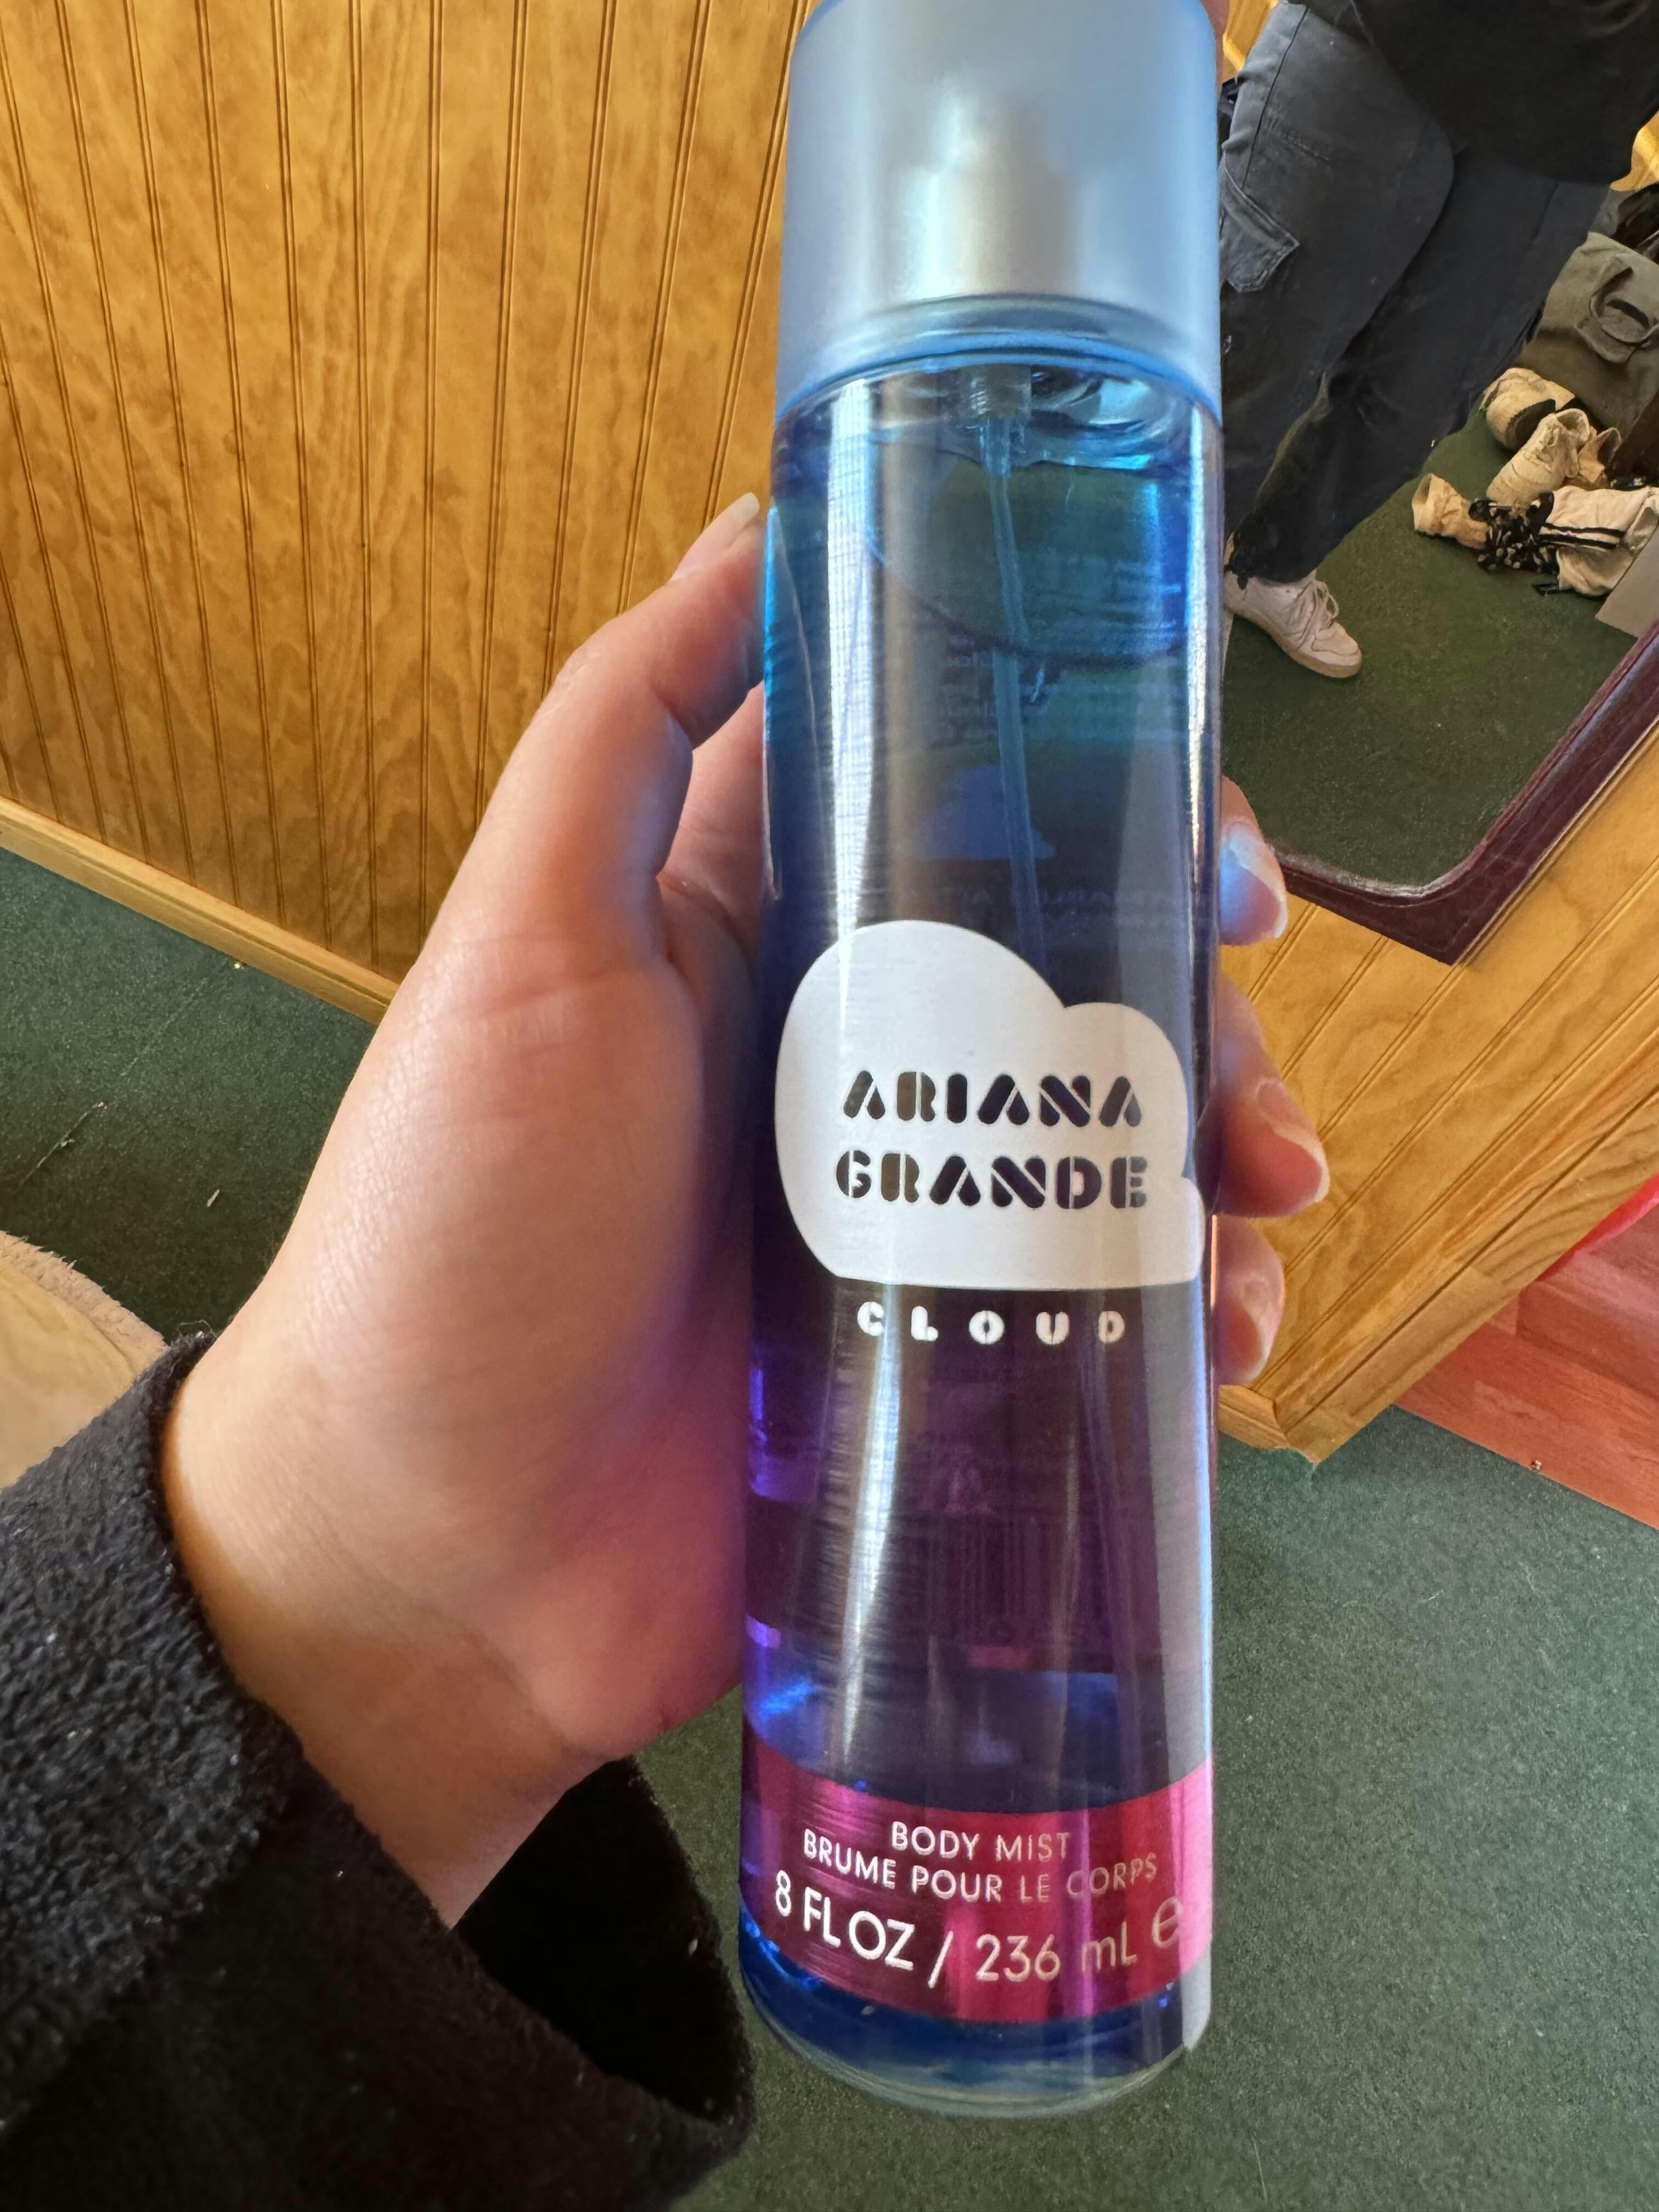 ARIANA
GRANDE
CLOUD
BODY MIST
BRUME POUR LE CORPS
8 FL OZ / 236 mL ℮